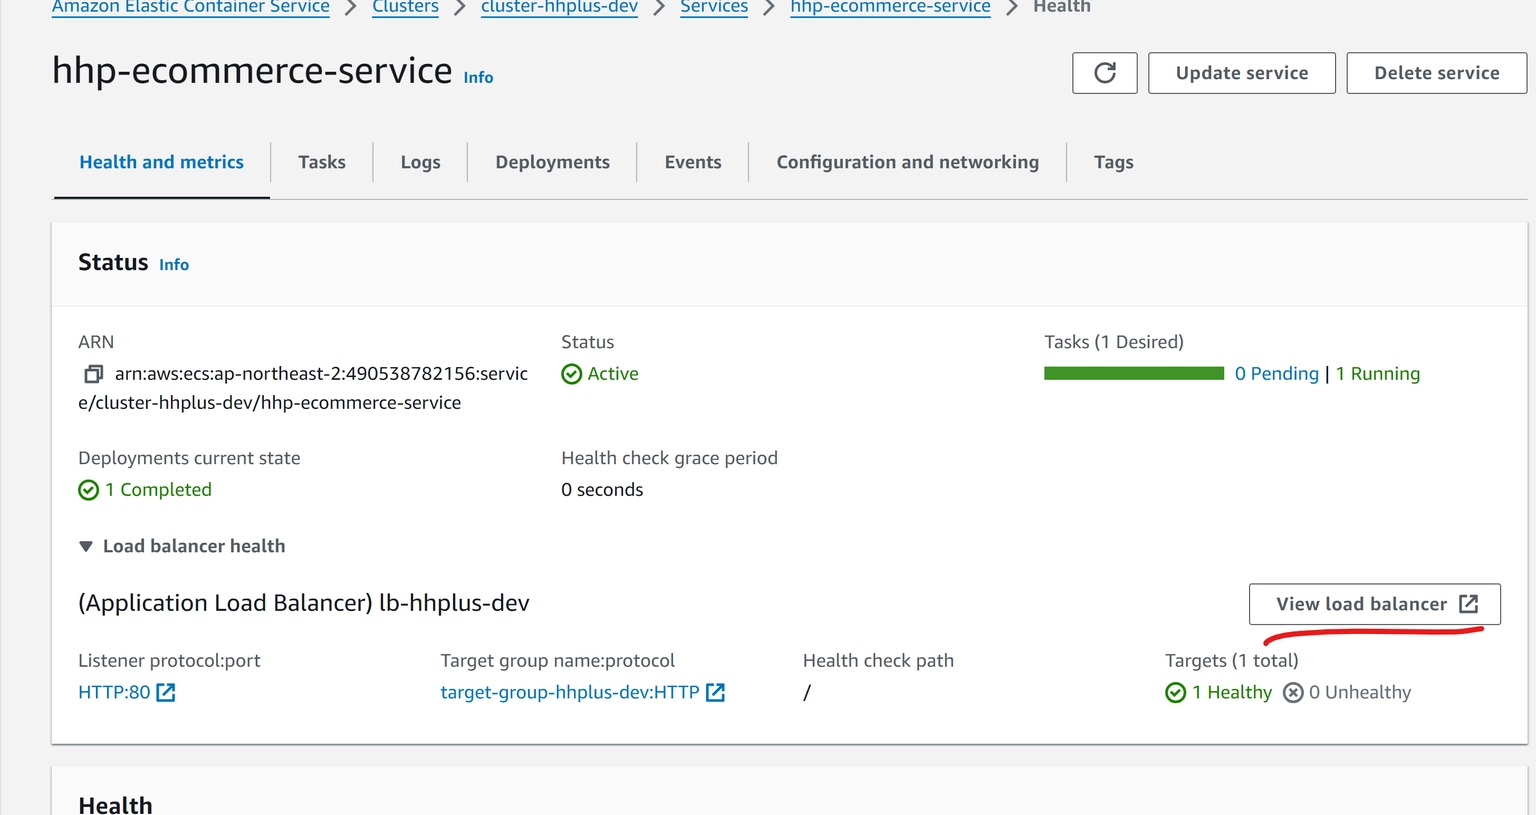 Amazon Elastic Container Service > Clusters > cluster-hhplus-dev > Services > hhp-ecommerce-service > Health
hhp-ecommerce-service Info
Update service
Delete service
Health and metrics
Tasks
Logs
Deployments
Events
Configuration and networking
Tags
Status Info
ARN
arn:aws:ecs:ap-northeast-2:490538782156:servic
e/cluster-hhplus-dev/hhp-ecommerce-service
Status
Active
Tasks (1 Desired)
0 Pending | 1 Running
Deployments current state
1 Completed
Health check grace period
0 seconds
Load balancer health
(Application Load Balancer) lb-hhplus-dev
View load balancer
Listener protocol:port
HTTP:80
Target group name:protocol
target-group-hhplus-dev:HTTP
Health check path
/
Targets (1 total)
1 Healthy 0 Unhealthy
Health